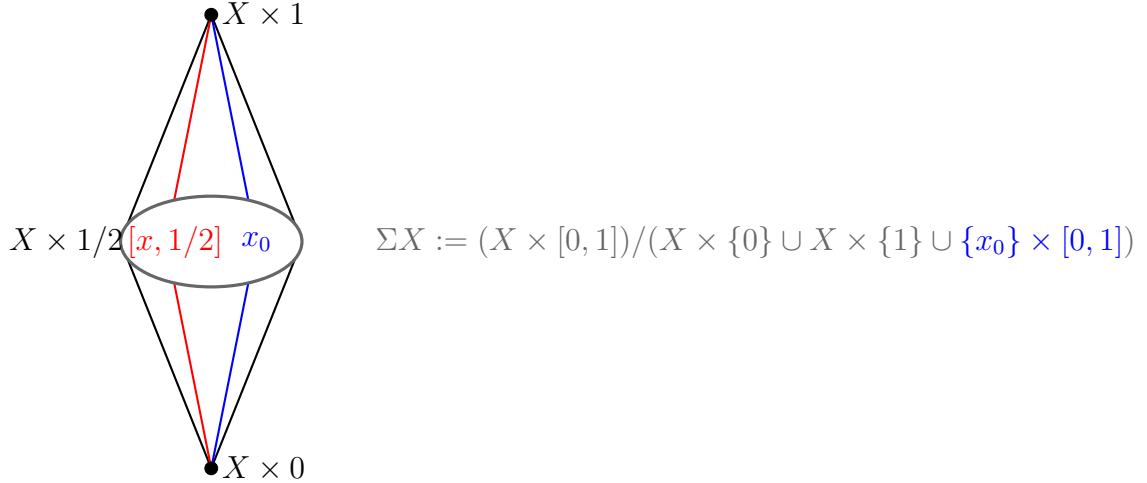 X × 1
X × 1/2 [x, 1/2] x₀ ΣX := (X × [0, 1])/(X × {0} ∪ X × {1} ∪ {x₀} × [0, 1])
X × 0